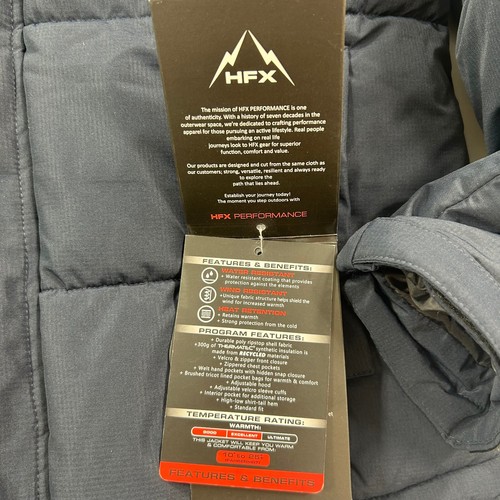 HFX
The mission of HFX PERFORMANCE is one
of authenticity. With a history of seven decades in the
outerwear space, we're dedicated to crafting performance
apparel for those pursuing an active lifestyle. Real people
embarking on real life
journeys look to HFX gear for superior
function, comfort and value.
Our products are designed and cut from the same cloth as
our customers; strong, versatile, resilient and always ready
to explore the
path that lies ahead.
Establish your journey today!
The moment you step outdoors with
HFX PERFORMANCE
FEATURES & BENEFITS:
WATER RESISTANT
+ Water resistant coating that provides
protection against the elements
WIND RESISTANT
+Unique fabric structure helps shield the
wind for increased warmth
HEAT RETENTION
+ Retains warmth
+ Strong protection from the cold
PROGRAM FEATURES:
+ Durable poly ripstop shell fabric
+300g of THERMATEC synthetic insulation is
made from RECYCLED materials
+ Velcro & zipper front closure
+ Zippered chest pockets
+ Welt hand pockets with hidden snap closure
+ Brushed tricot lined pocket bags for warmth & comfort
+ Adjustable hood
+ Adjustable velcro sleeve cuffs
+ Interior pocket for additional storage
+ High-low shirt-tail hem
+ Standard fit
TEMPERATURE RATING:
WARMTH:
GOOD EXCELLENT ULTIMATE
THIS JACKET WILL KEEP YOU WARM
& COMFORTABLE FROM:
FEATURES & BENEFITS